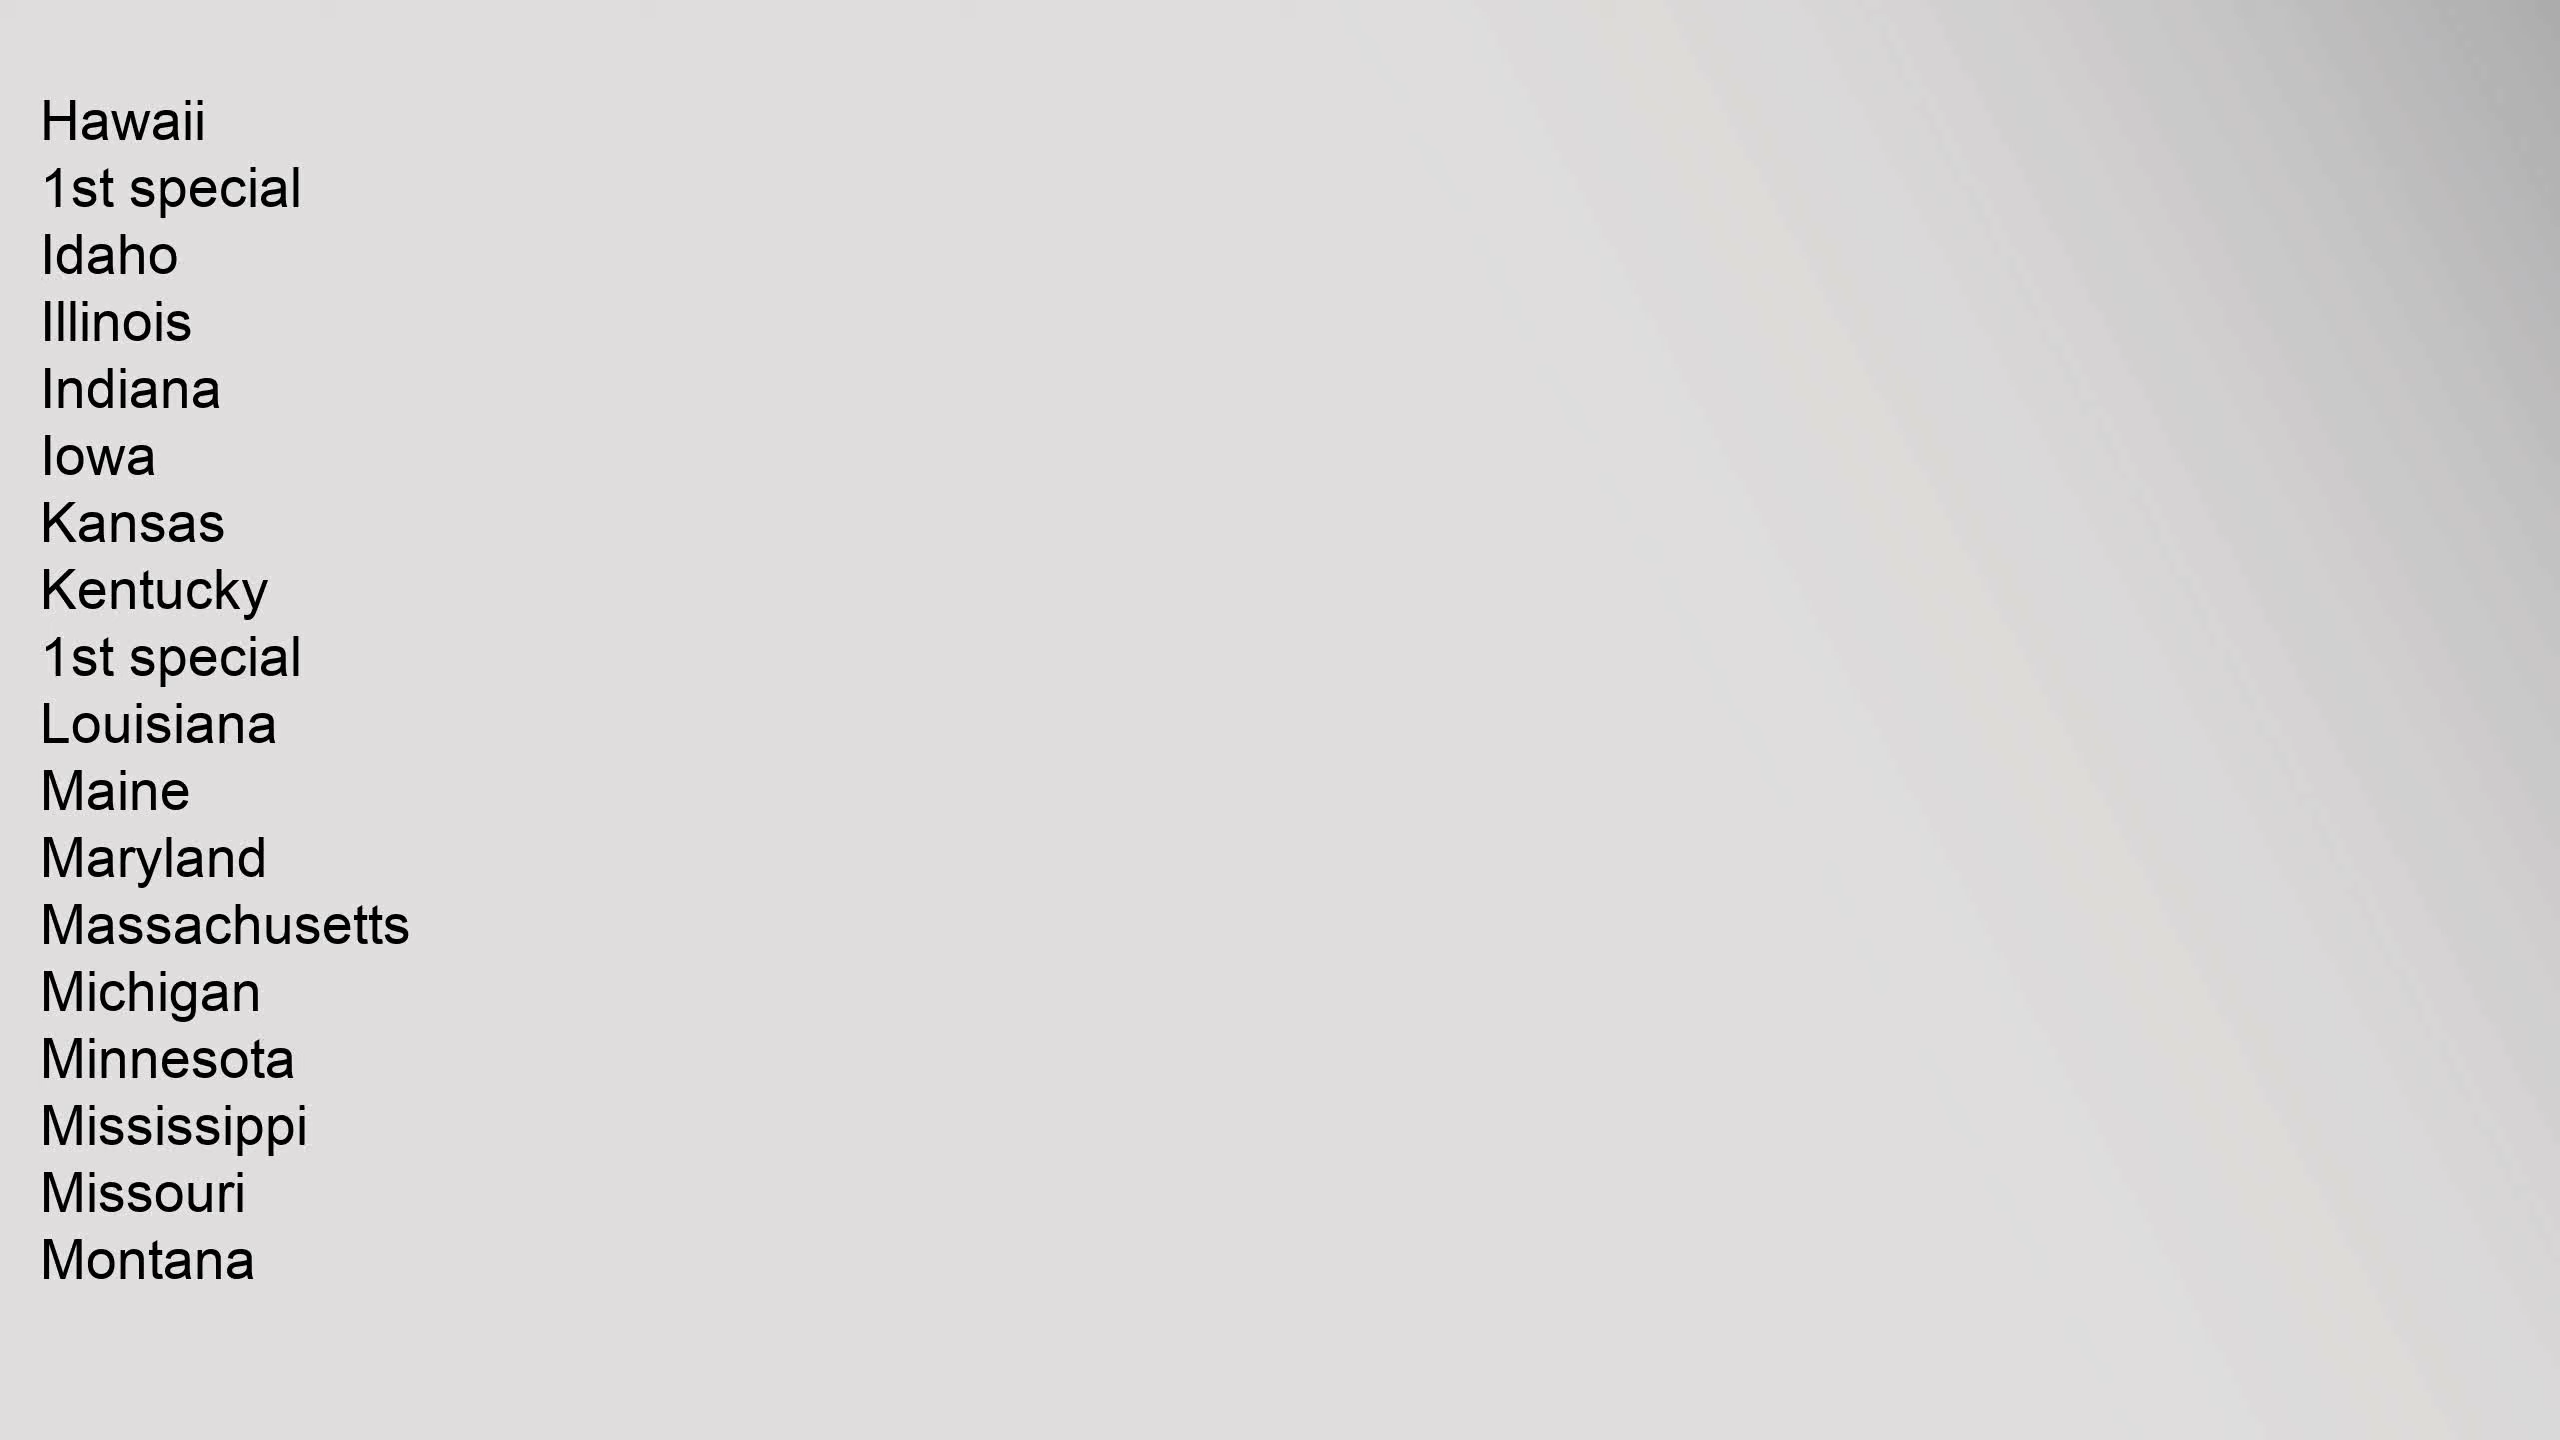 Hawaii
1st special
Idaho
Illinois
Indiana
Iowa
Kansas
Kentucky
1st special
Louisiana
Maine
Maryland
Massachusetts
Michigan
Minnesota
Mississippi
Missouri
Montana